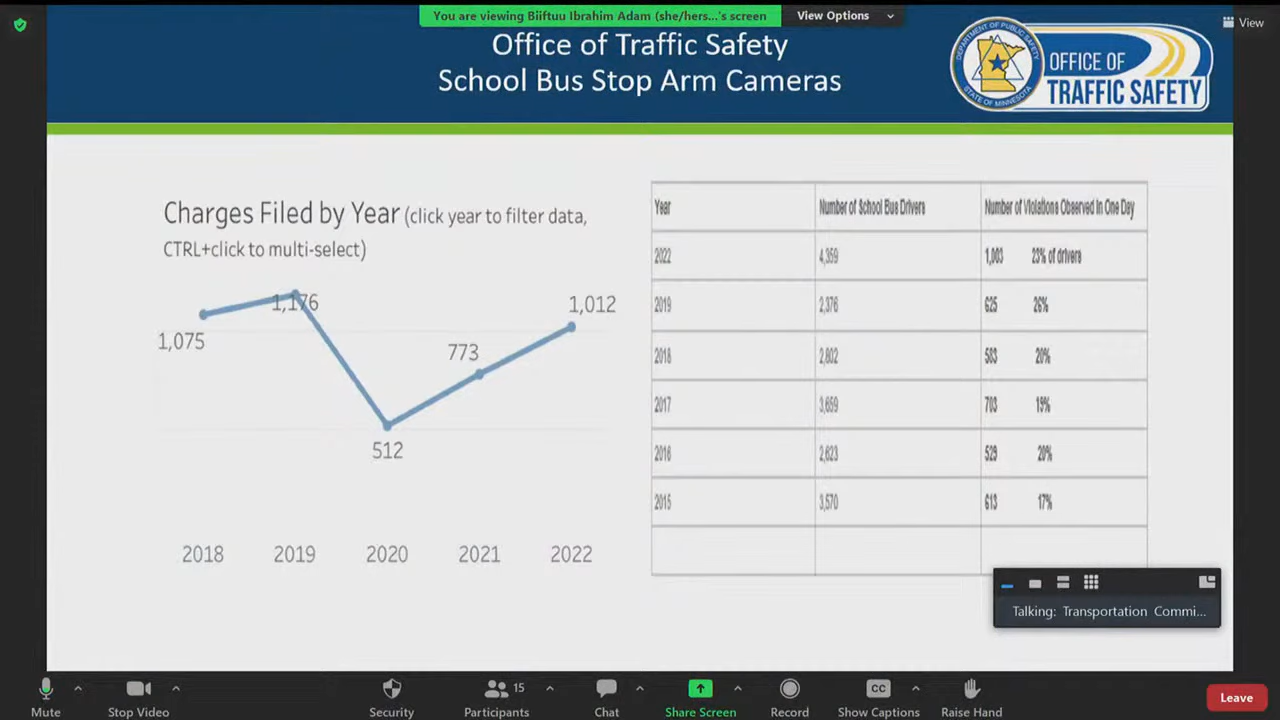 You are viewing Biiftuu Ibrahim Adam (she/hers...'s screen
View Options
View
Office of Traffic Safety
School Bus Stop Arm Cameras
DEPARTMENT OF PUBLIC SAFETY
STATE OF MINNESOTA
OFFICE OF
TRAFFIC SAFETY
Charges Filed by Year (click year to filter data,
CTRL+click to multi-select)
1,075
1,176
512
773
1,012
2018 2019 2020 2021 2022
Year Number of School Bus Drivers Number of Violations Observed In One Day
2022 4,359 1,003 23% of drivers
2019 2,376 625 26%
2018 2,802 583 20%
2017 3,659 703 19%
2016 2,623 529 20%
2015 3,570 613 17%
Talking: Transportation Commi...
Mute
Stop Video
Security
Participants 15
Chat
Share Screen
Record
CC
Show Captions
Raise Hand
Leave